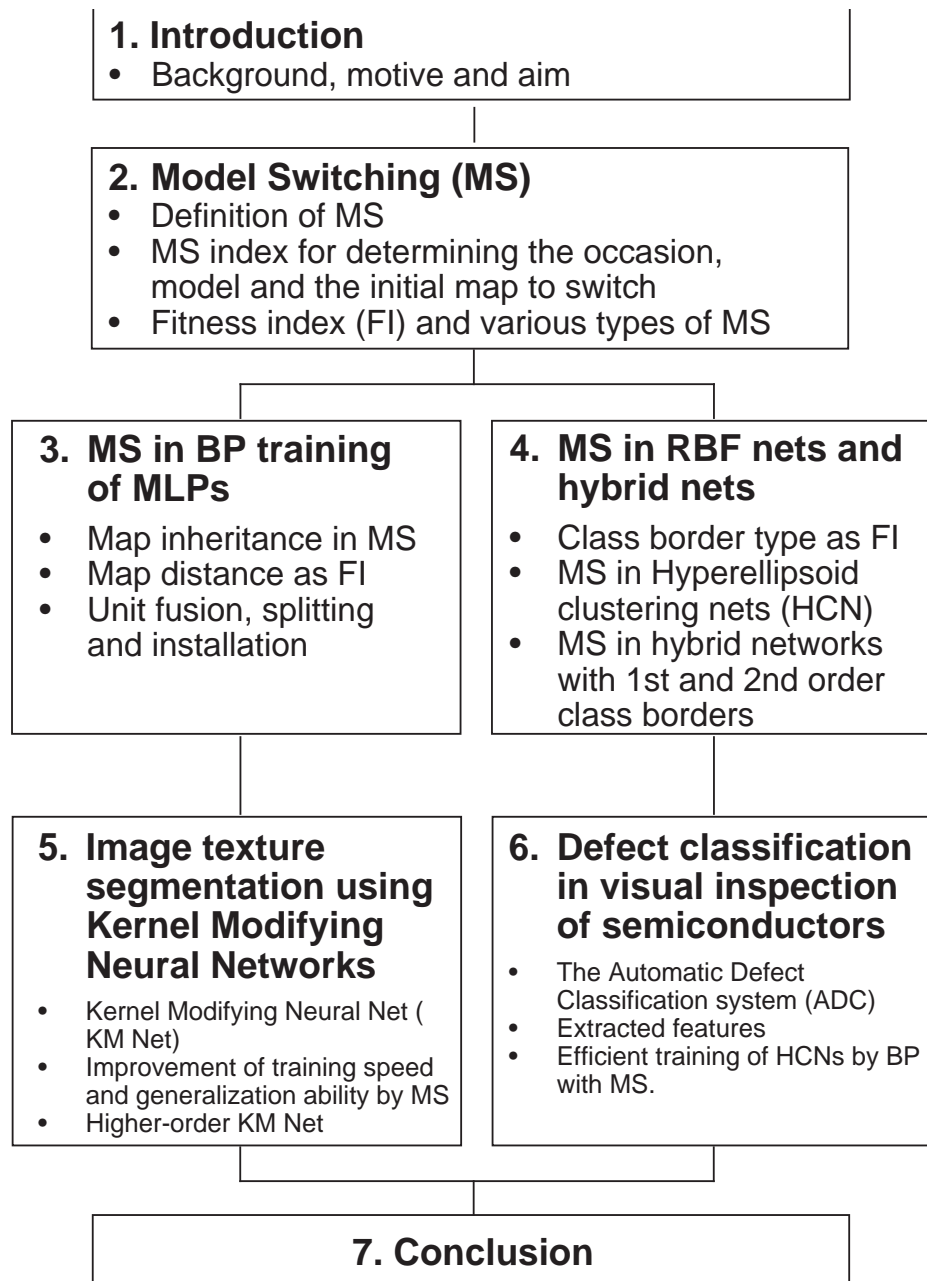 1. Introduction
• Background, motive and aim
2. Model Switching (MS)
• Definition of MS
• MS index for determining the occasion,
model and the initial map to switch
• Fitness index (FI) and various types of MS
3. MS in BP training
of MLPs
• Map inheritance in MS
• Map distance as FI
• Unit fusion, splitting
and installation
4. MS in RBF nets and
hybrid nets
• Class border type as FI
• MS in Hyperellipsoid
clustering nets (HCN)
• MS in hybrid networks
with 1st and 2nd order
class borders
5. Image texture
segmentation using
Kernel Modifying
Neural Networks
• Kernel Modifying Neural Net (
KM Net)
• Improvement of training speed
and generalization ability by MS
• Higher-order KM Net
6. Defect classification
in visual inspection
of semiconductors
• The Automatic Defect
Classification system (ADC)
• Extracted features
• Efficient training of HCNs by BP
with MS.
7. Conclusion